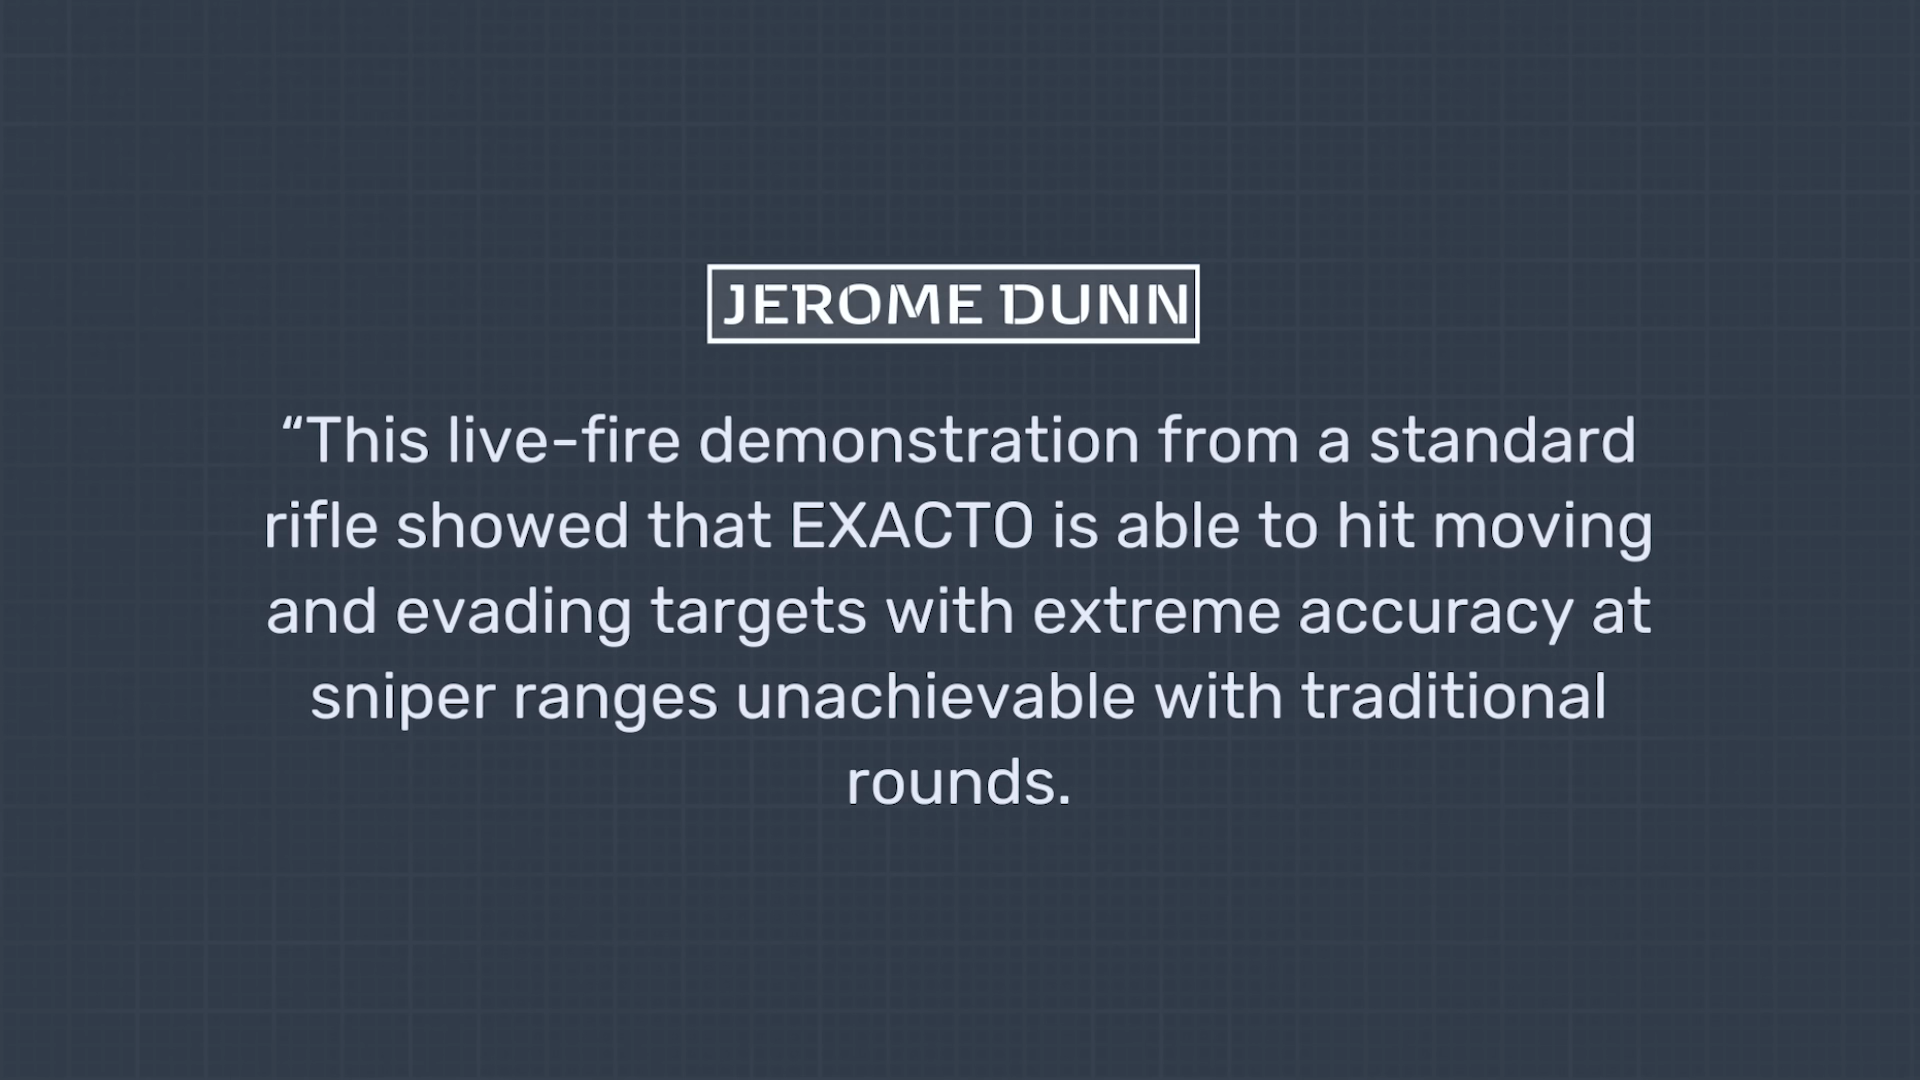 JEROME DUNN
“This live-fire demonstration from a standard
rifle showed that EXACTO is able to hit moving
and evading targets with extreme accuracy at
sniper ranges unachievable with traditional
rounds.